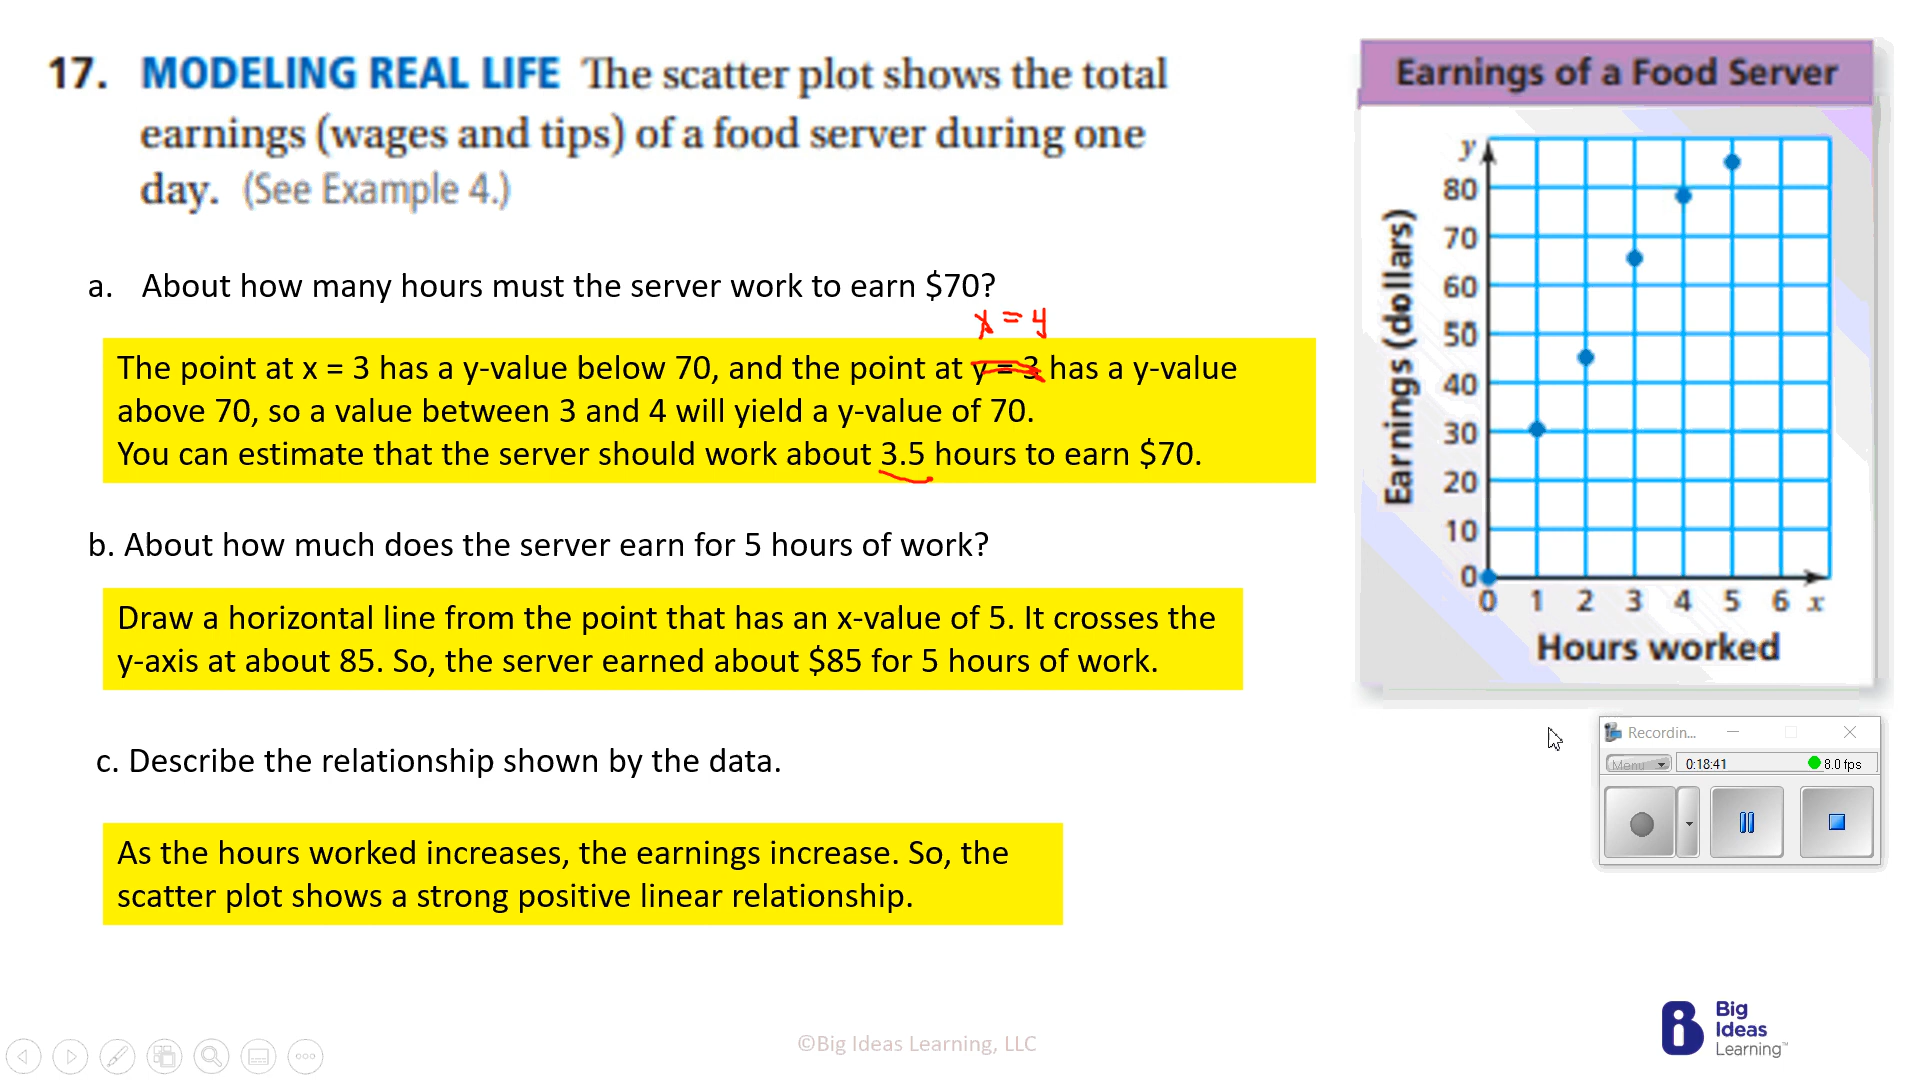 17. MODELING REAL LIFE The scatter plot shows the total
earnings (wages and tips) of a food server during one
day. (See Example 4.)
a. About how many hours must the server work to earn $70?
x = 4
The point at x = 3 has a y-value below 70, and the point at y = 3 has a y-value
above 70, so a value between 3 and 4 will yield a y-value of 70.
You can estimate that the server should work about 3.5 hours to earn $70.
b. About how much does the server earn for 5 hours of work?
Draw a horizontal line from the point that has an x-value of 5. It crosses the
y-axis at about 85. So, the server earned about $85 for 5 hours of work.
c. Describe the relationship shown by the data.
As the hours worked increases, the earnings increase. So, the
scatter plot shows a strong positive linear relationship.
Earnings of a Food Server
y
80
70
60
50
40
30
20
10
0
Earnings (dollars)
0 1 2 3 4 5 6 x
Hours worked
Recordin...
Menu 0:18:41 8.0 fps
©Big Ideas Learning, LLC
Big
Ideas
Learning™